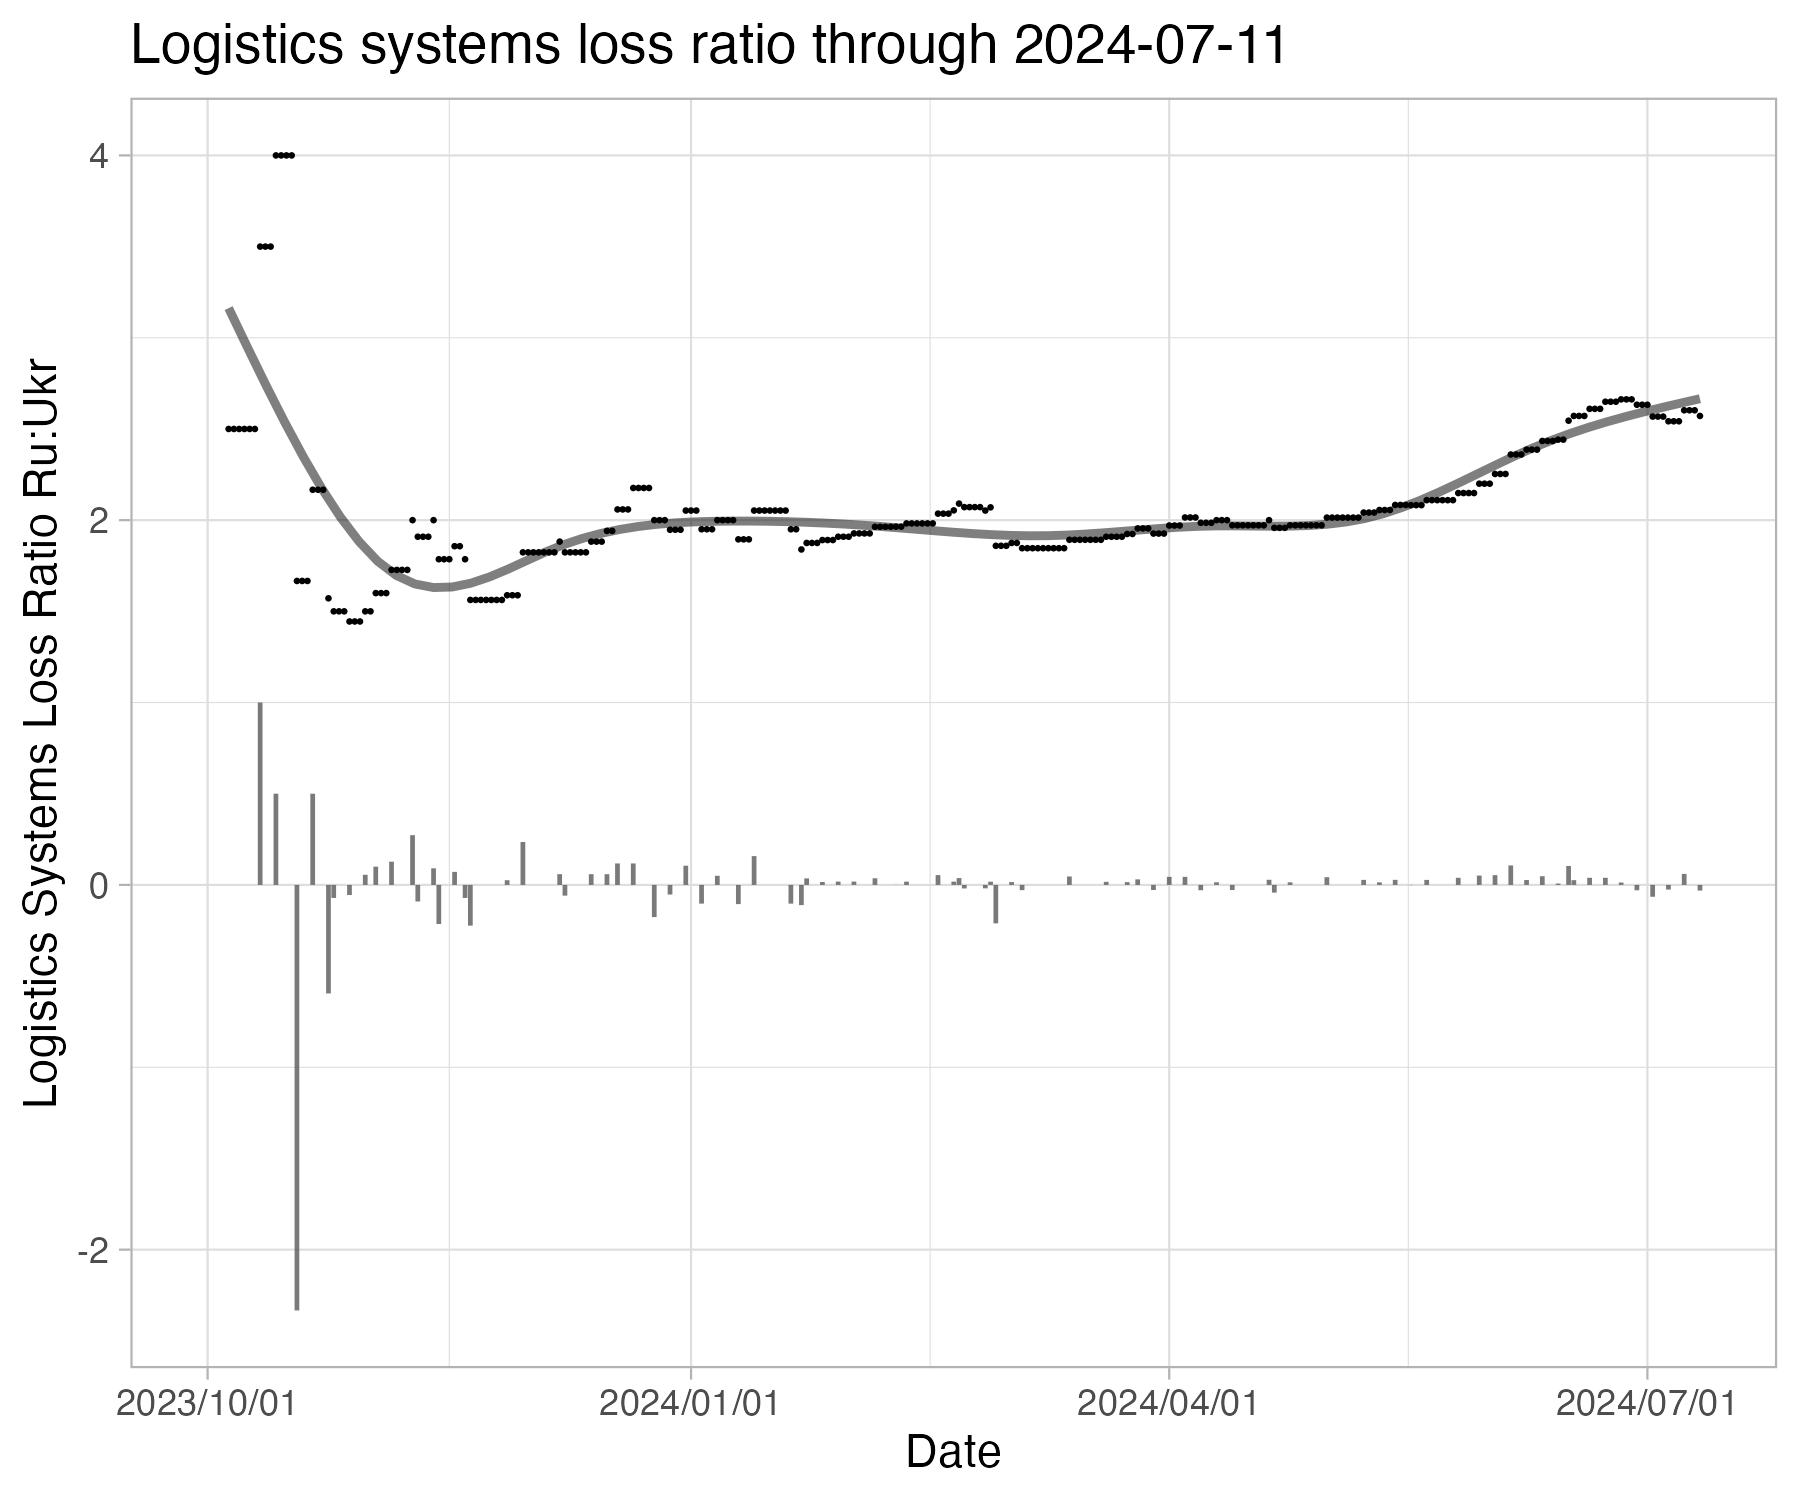 Logistics systems loss ratio through 2024-07-11
Logistics Systems Loss Ratio Ru:Ukr
4
2
0
-2
2023/10/01
2024/01/01
2024/04/01
2024/07/01
Date